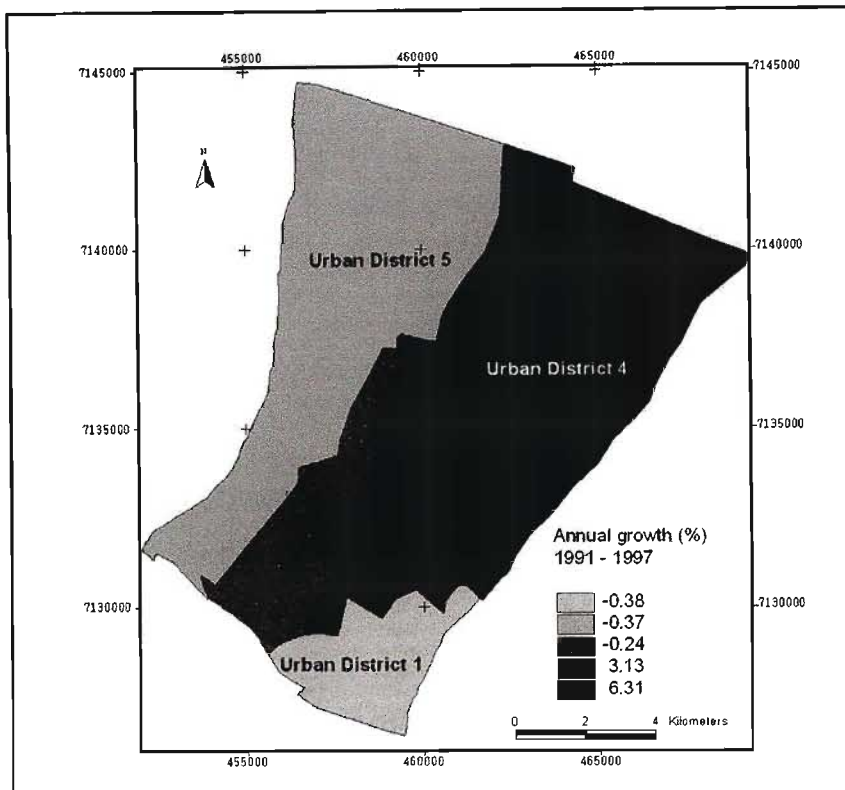 455000 460000 465000
7145000 7145000
N
7140000 7140000
Urban District 5
Urban District 4
7135000 7135000
Annual growth (%)
1991 - 1997
-0.38
7130000 7130000
-0.37
-0.24
Urban District 1
3.13
6.31
0 2 4 Kilometers
455000 460000 465000